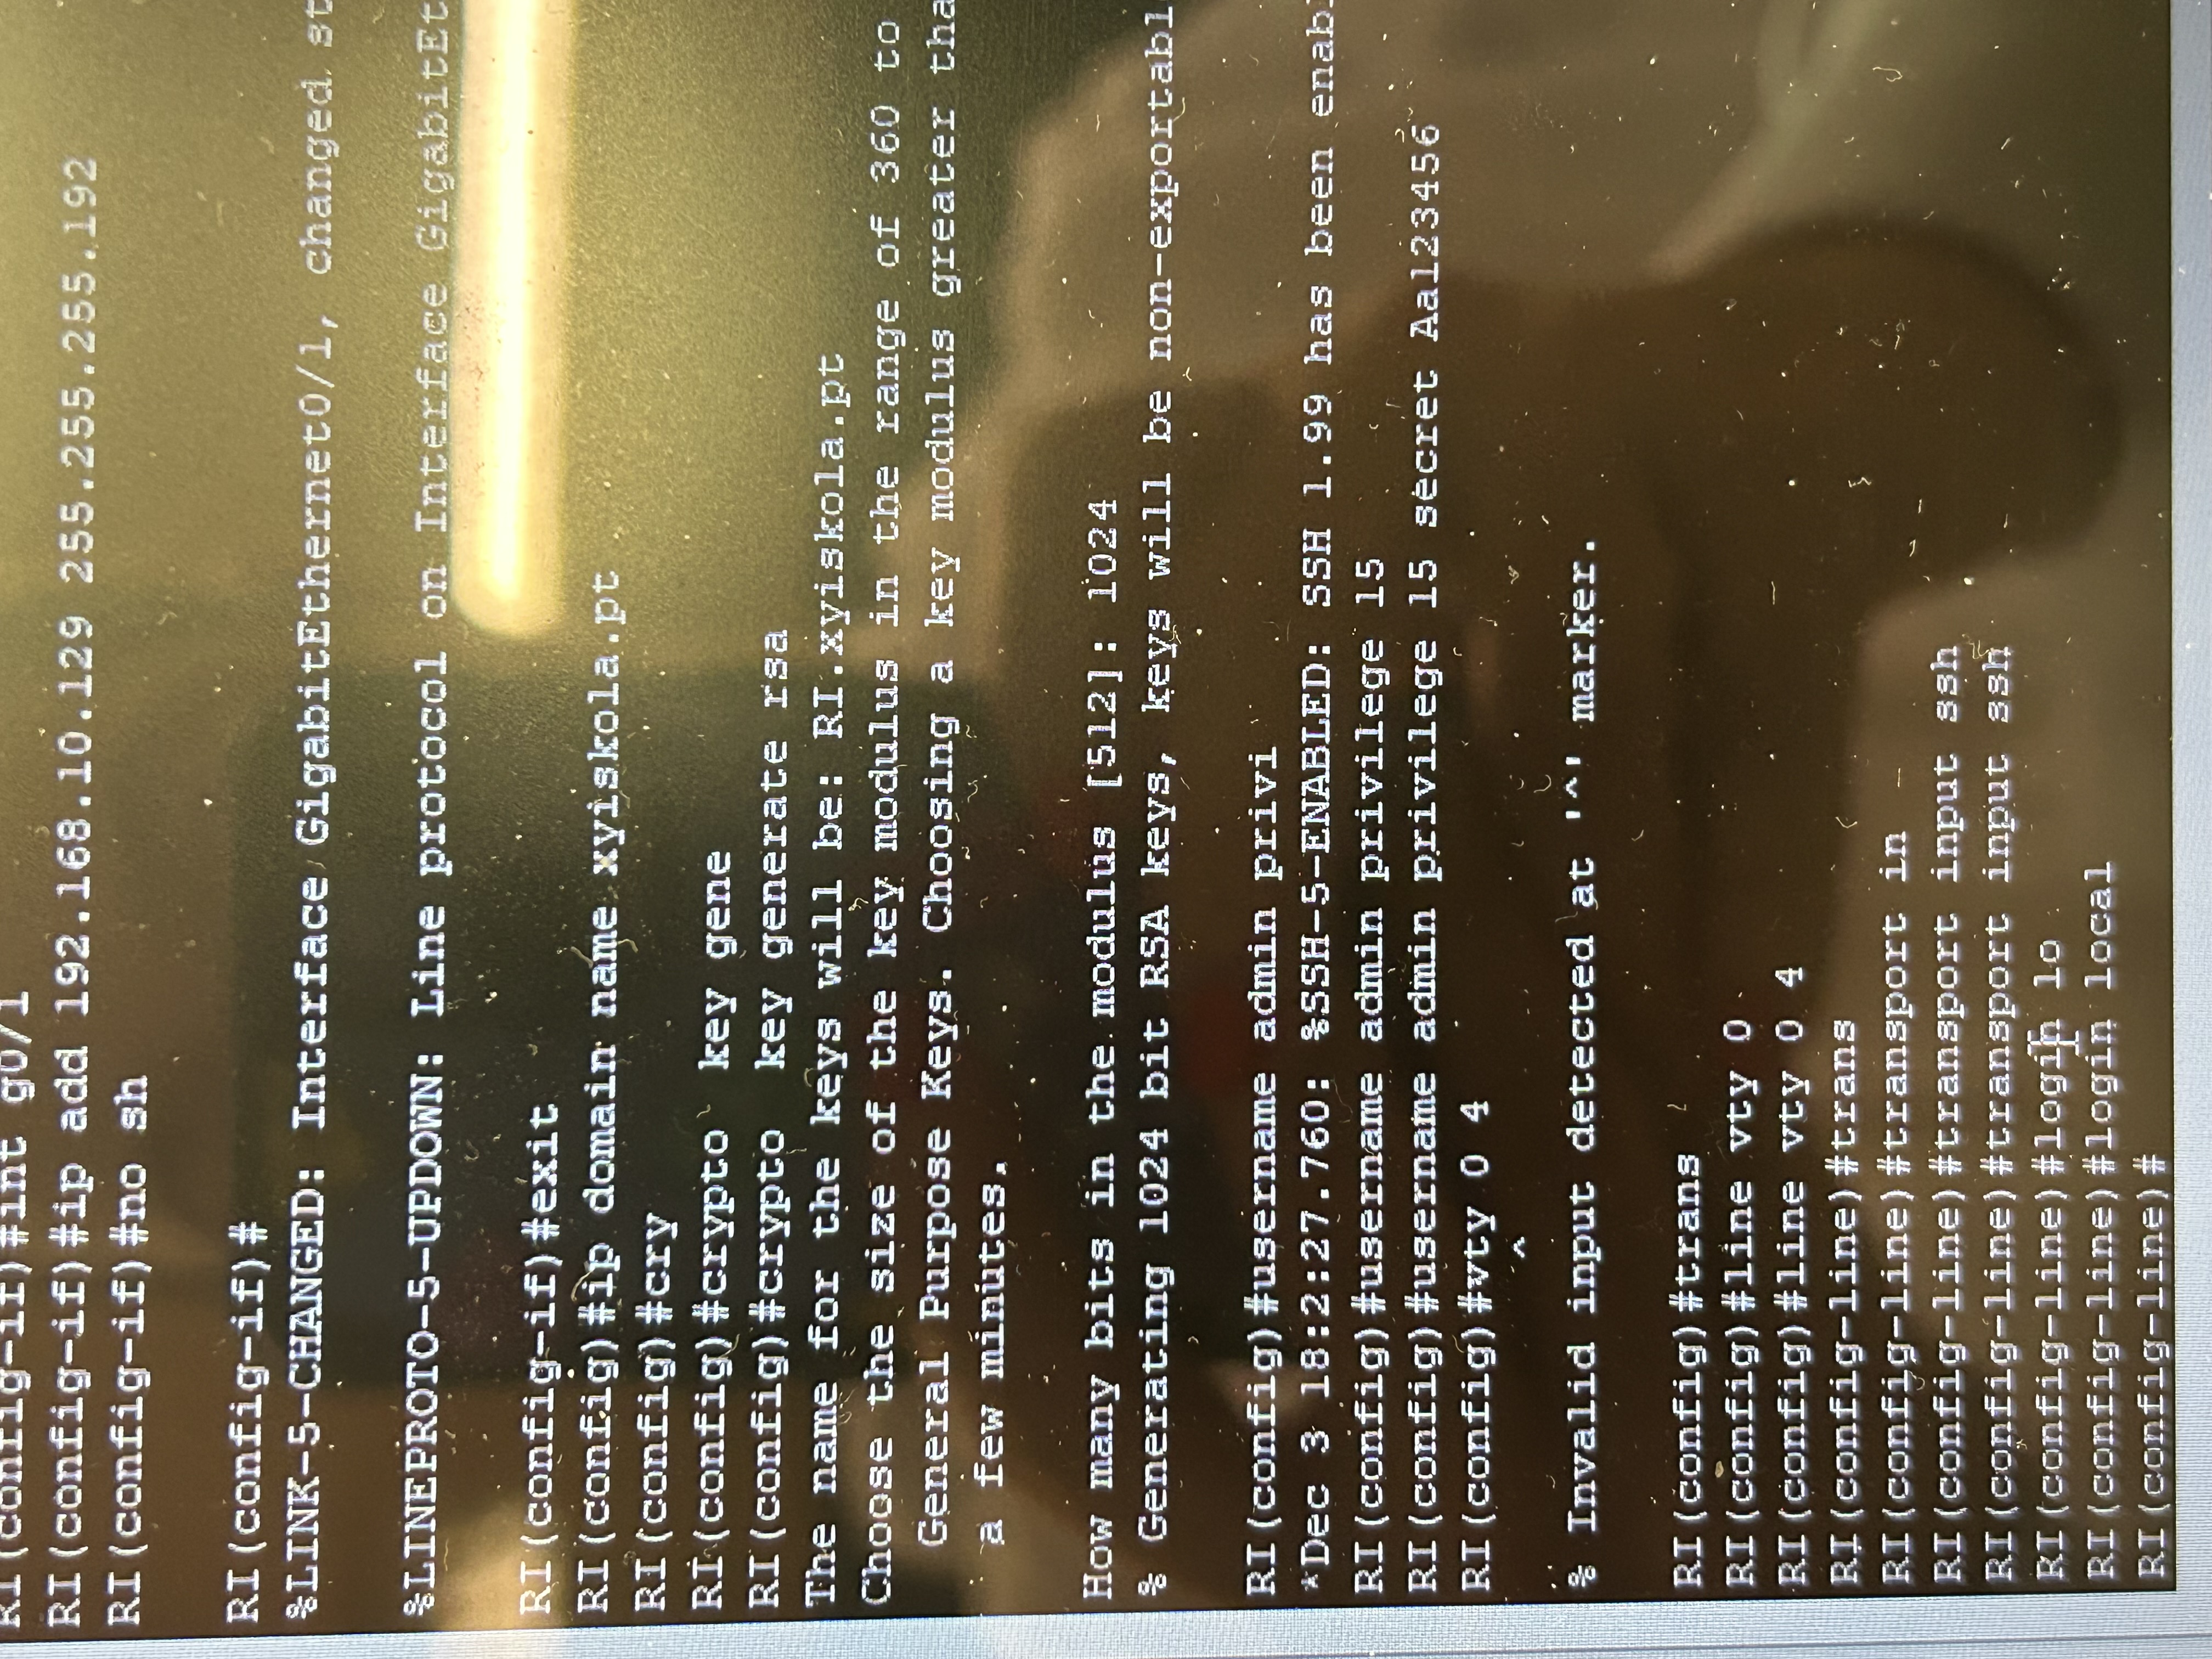 RI(config-if)#int g0/1
RI(config-if)#ip add 192.168.10.129 255.255.255.192
RI(config-if)#no sh
RI(config-if)#
%LINK-5-CHANGED: Interface GigabitEthernet0/1, changed st
%LINEPROTO-5-UPDOWN: Line protocol on Interface GigabitEt
RI(config-if)#exit
RI(config)#ip domain name xyiskola.pt
RI(config)#cry
RI(config)#crypto  key gene
RI(config)#crypto  key generate rsa
The name for the keys will be: RI.xyiskola.pt
Choose the size of the key modulus in the range of 360 to
General Purpose Keys. Choosing a key modulus greater tha
a few minutes.
How many bits in the modulus [512]: 1024
% Generating 1024 bit RSA keys, keys will be non-exportabl
RI(config)#username admin privi
*Dec 3 18:2:27.760: %SSH-5-ENABLED: SSH 1.99 has been enabl
RI(config)#username admin privilege 15
RI(config)#username admin privilege 15 secret Aa123456
RI(config)#vty 0 4
^
% Invalid input detected at '^' marker.
RI(config)#trans
RI(config)#line vty 0
RI(config)#line vty 0 4
RI(config-line)#trans
RI(config-line)#transport in
RI(config-line)#transport input ssh
RI(config-line)#transport input ssh
RI(config-line)#login lo
RI(config-line)#login local
RI(config-line)#